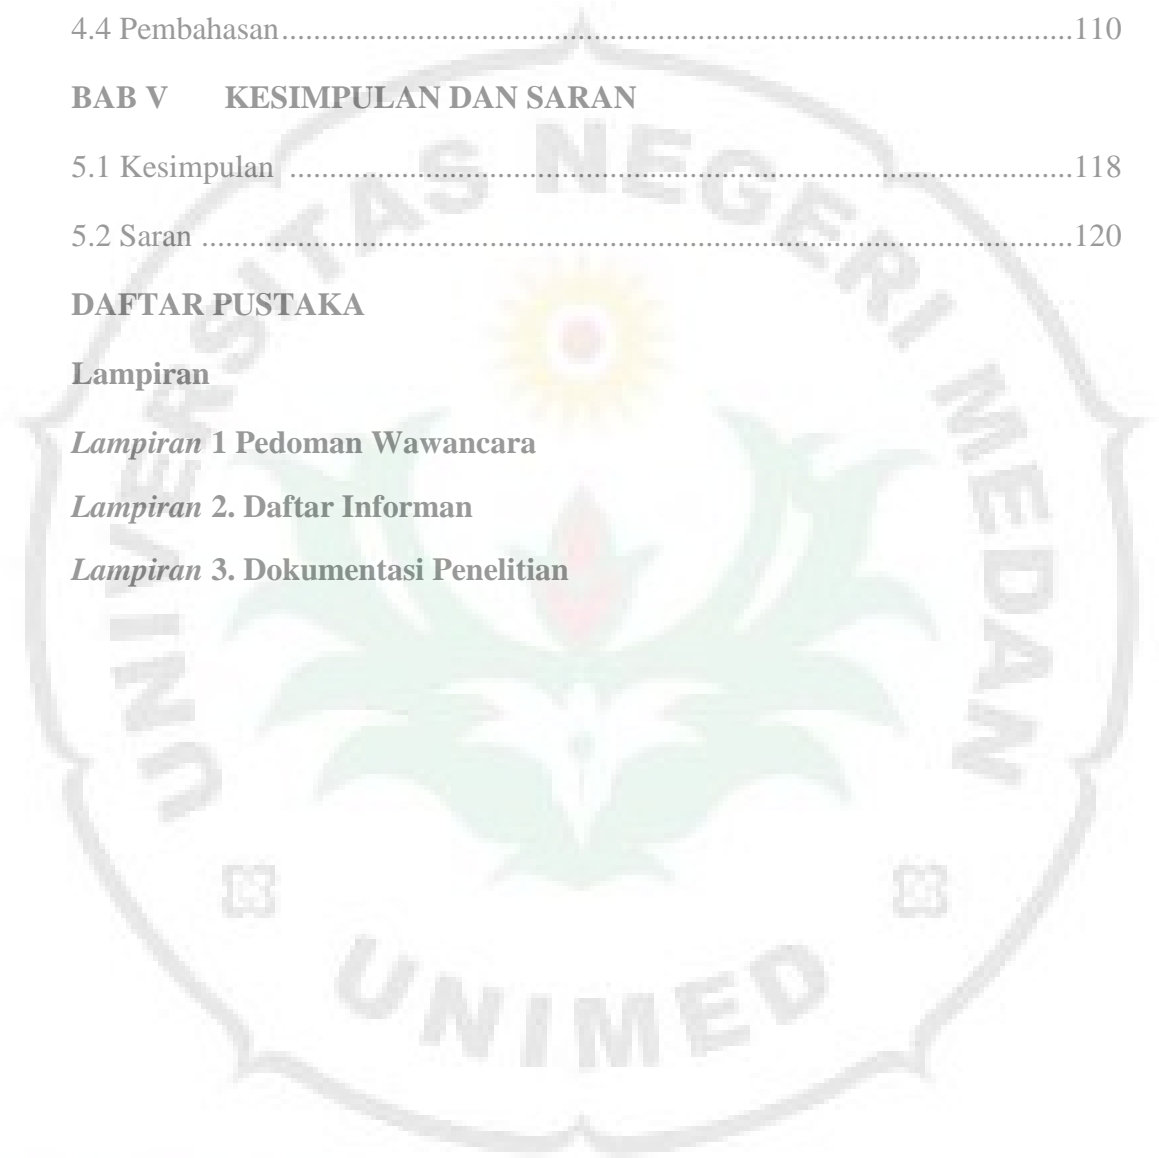 4.4 Pembahasan....................................................................................................110
BAB V KESIMPULAN DAN SARAN
5.1 Kesimpulan ...................................................................................................118
5.2 Saran ..............................................................................................................120
DAFTAR PUSTAKA
Lampiran
Lampiran 1 Pedoman Wawancara
Lampiran 2. Daftar Informan
Lampiran 3. Dokumentasi Penelitian
UNIVERSITAS NEGERI MEDAN
UNIMED